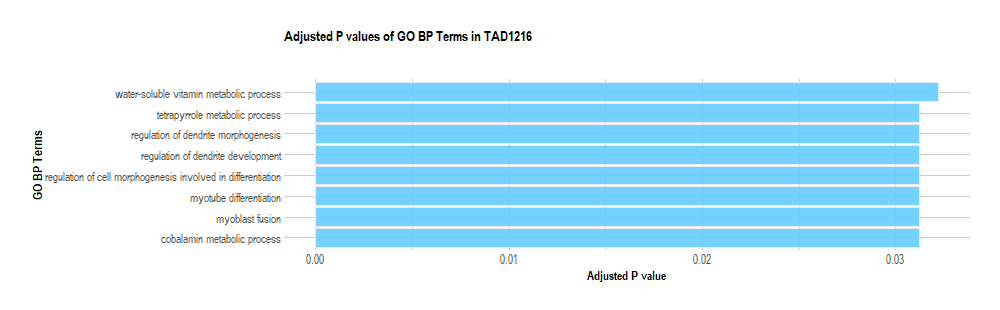 Adjusted P values of GO BP Terms in TAD1216
GO BP Terms
water-soluble vitamin metabolic process
tetrapyrrole metabolic process
regulation of dendrite morphogenesis
regulation of dendrite development
regulation of cell morphogenesis involved in differentiation
myotube differentiation
myoblast fusion
cobalamin metabolic process
0.00 0.01 0.02 0.03
Adjusted P value